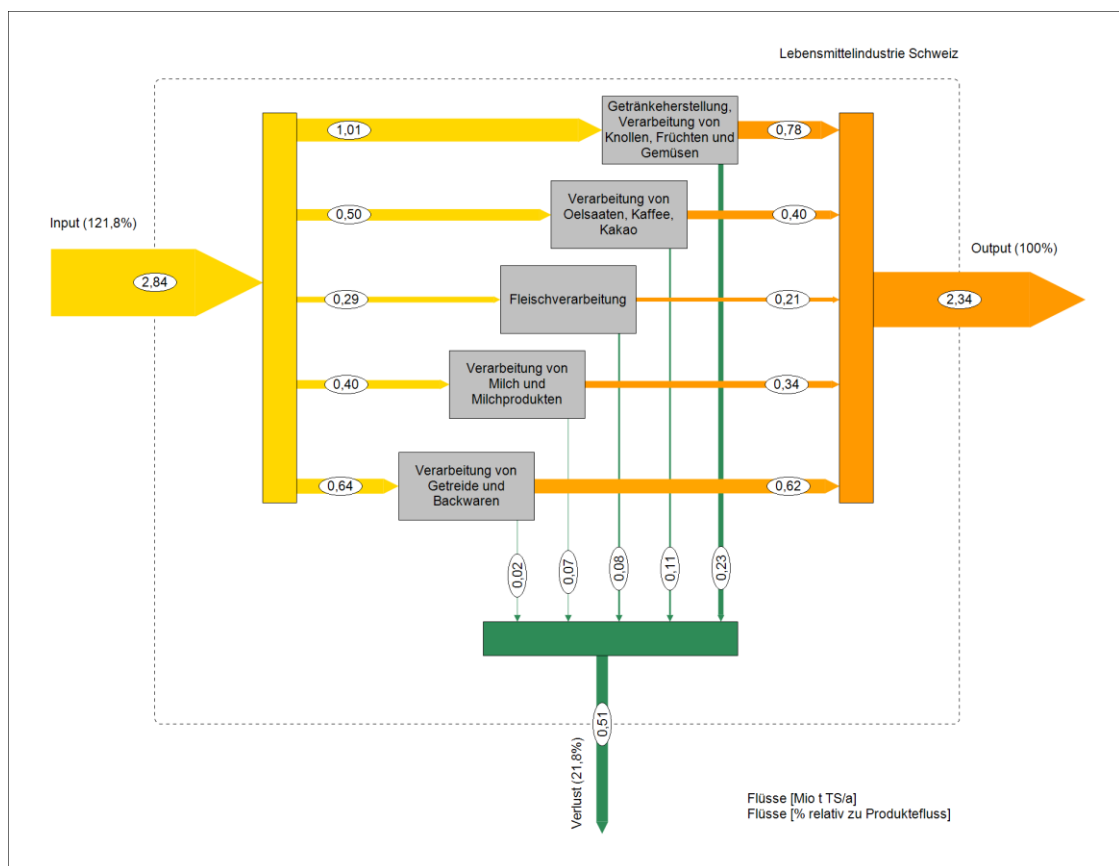 Lebensmittelindustrie Schweiz
Getränkeherstellung,
Verarbeitung von
Knollen, Früchten und
Gemüsen
1,01
0,78
Verarbeitung von
Oelsaaten, Kaffee,
Kakao
0,50
0,40
Input (121,8%)
2,84
Output (100%)
2,34
0,29
Fleischverarbeitung
0,21
Verarbeitung von
Milch und
Milchprodukten
0,40
0,34
Verarbeitung von
Getreide und
Backwaren
0,64
0,62
0,02
0,07
0,08
0,11
0,23
0,51
Verlust (21,8%)
Flüsse [Mio t TS/a]
Flüsse [% relativ zu Produktefluss]